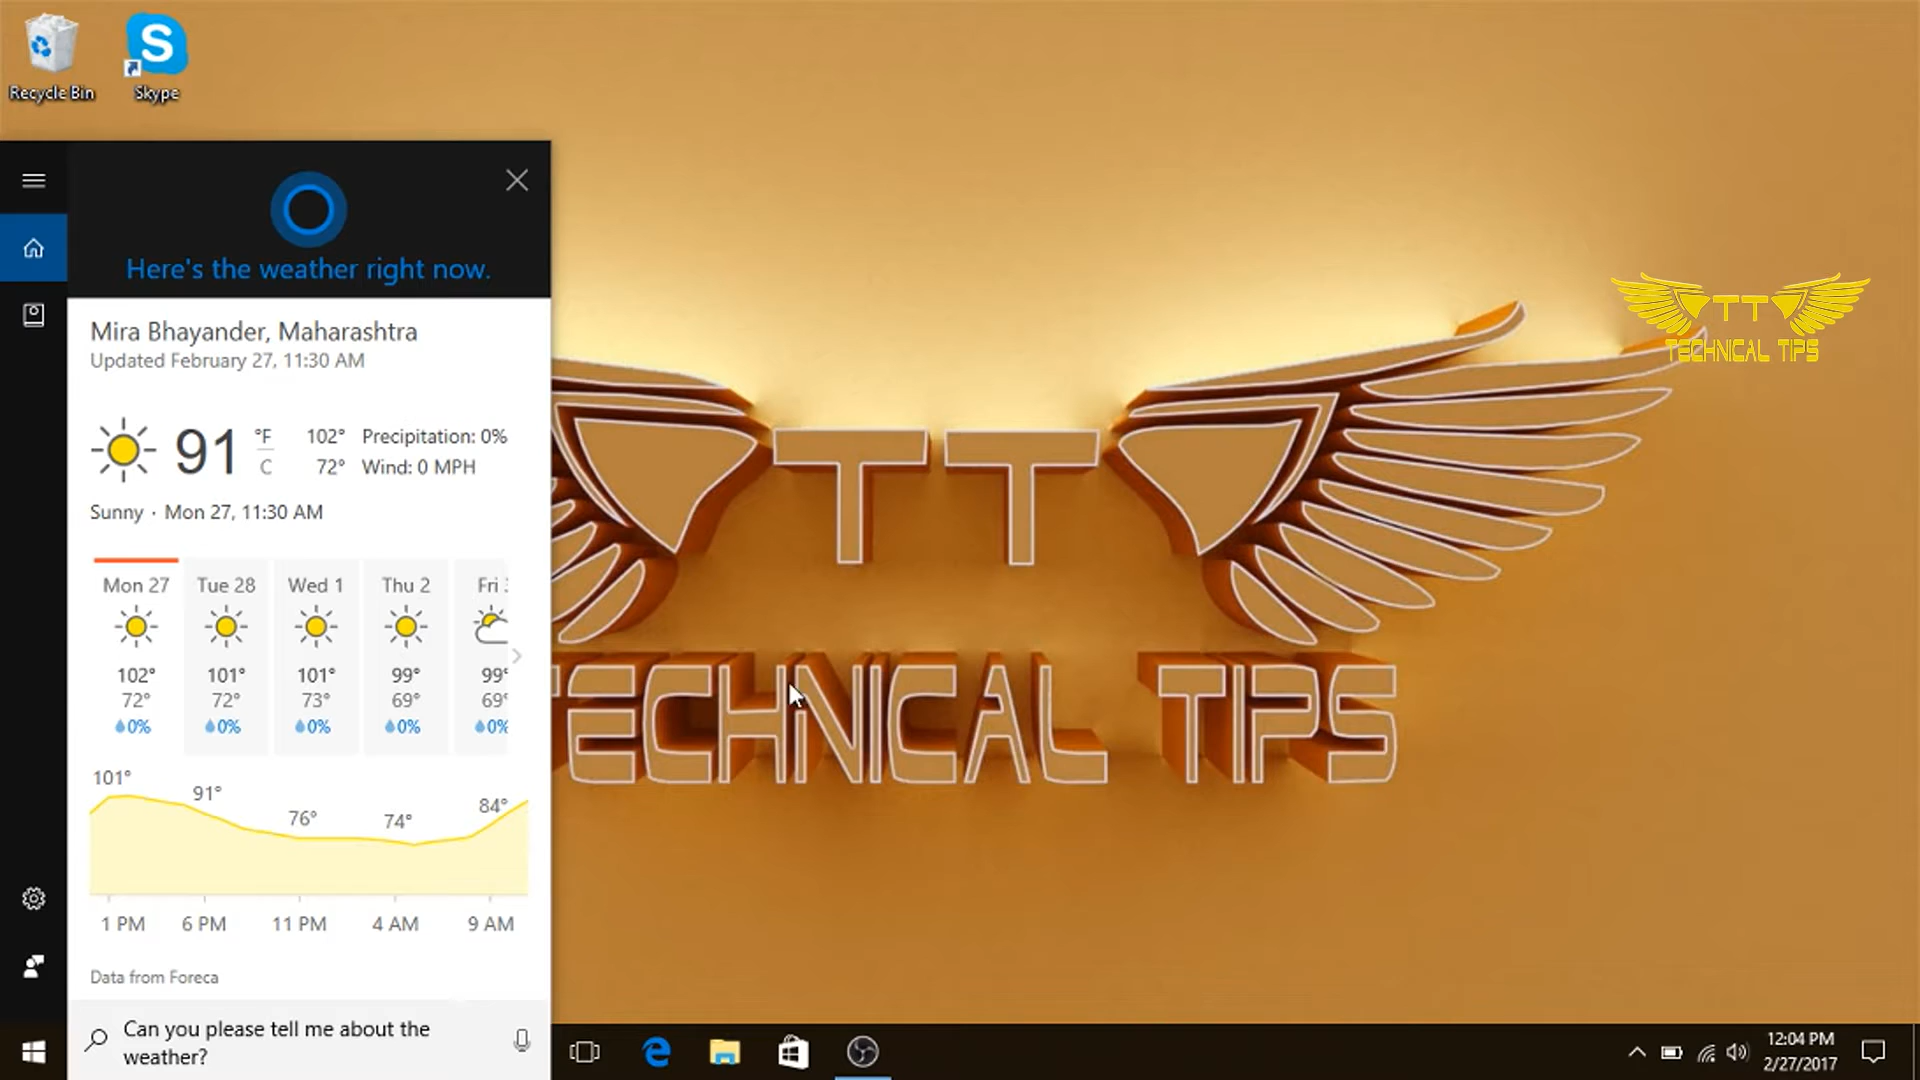 Recycle Bin
Skype
Here's the weather right now.
Mira Bhayander, Maharashtra
Updated February 27, 11:30 AM
91 °F C 102° 72° Precipitation: 0%
Wind: 0 MPH
Sunny · Mon 27, 11:30 AM
Mon 27 Tue 28 Wed 1 Thu 2 Fri
102° 101° 101° 99° 99°
72° 72° 73° 69° 69°
0% 0% 0% 0% 0%
101° 91° 76° 74° 84°
1 PM 6 PM 11 PM 4 AM 9 AM
Data from Foreca
Can you please tell me about the
weather?
TT
TECHNICAL TIPS
TT
TECHNICAL TIPS
12:04 PM
2/27/2017